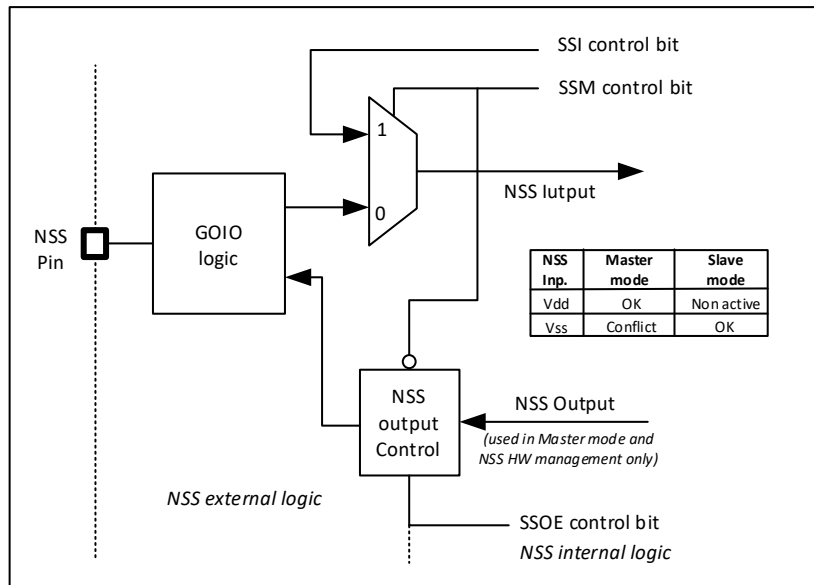 SSI control bit
SSM control bit
1
0
NSS Iutput
NSS
Pin
GOIO
logic
NSS Inp. Master mode Slave mode
Vdd OK Non active
Vss Conflict OK
NSS
output
Control
NSS Output
(used in Master mode and
NSS HW management only)
NSS external logic
SSOE control bit
NSS internal logic